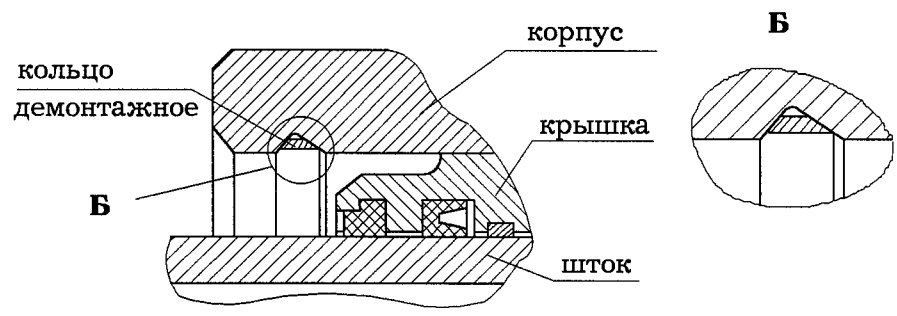 Б
корпус
кольцо
демонтажное
крышка
Б
шток